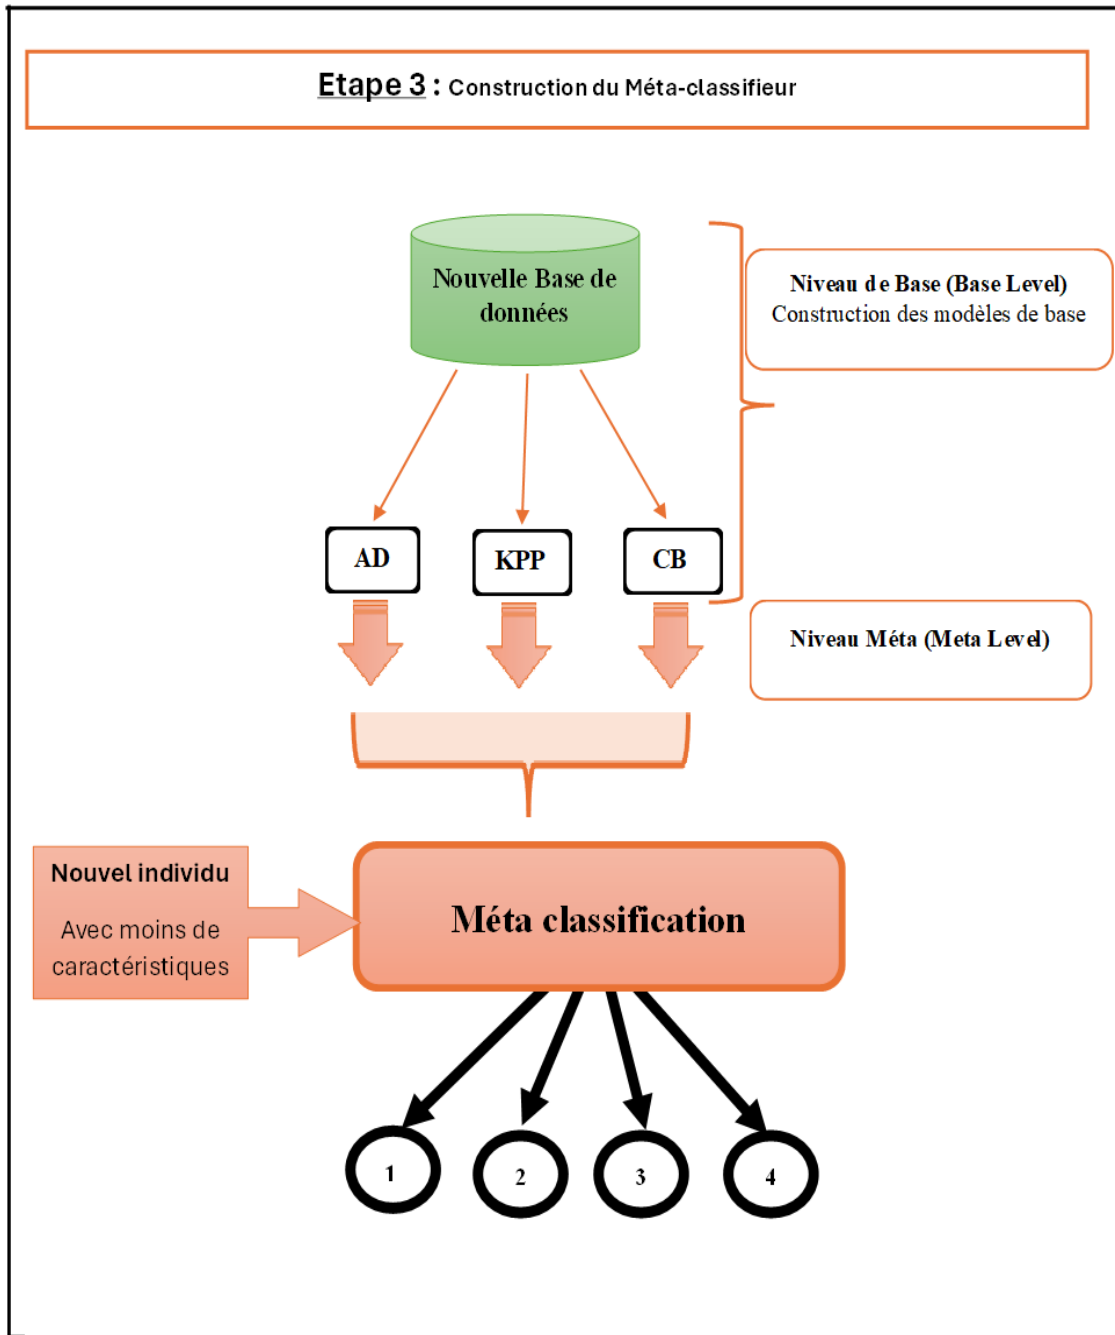 Etape 3 : Construction du Méta-classifieur
Nouvelle Base de
données
Niveau de Base (Base Level)
Construction des modèles de base
AD
KPP
CB
Niveau Méta (Meta Level)
Nouvel individu
Avec moins de
caractéristiques
Méta classification
1
2
3
4